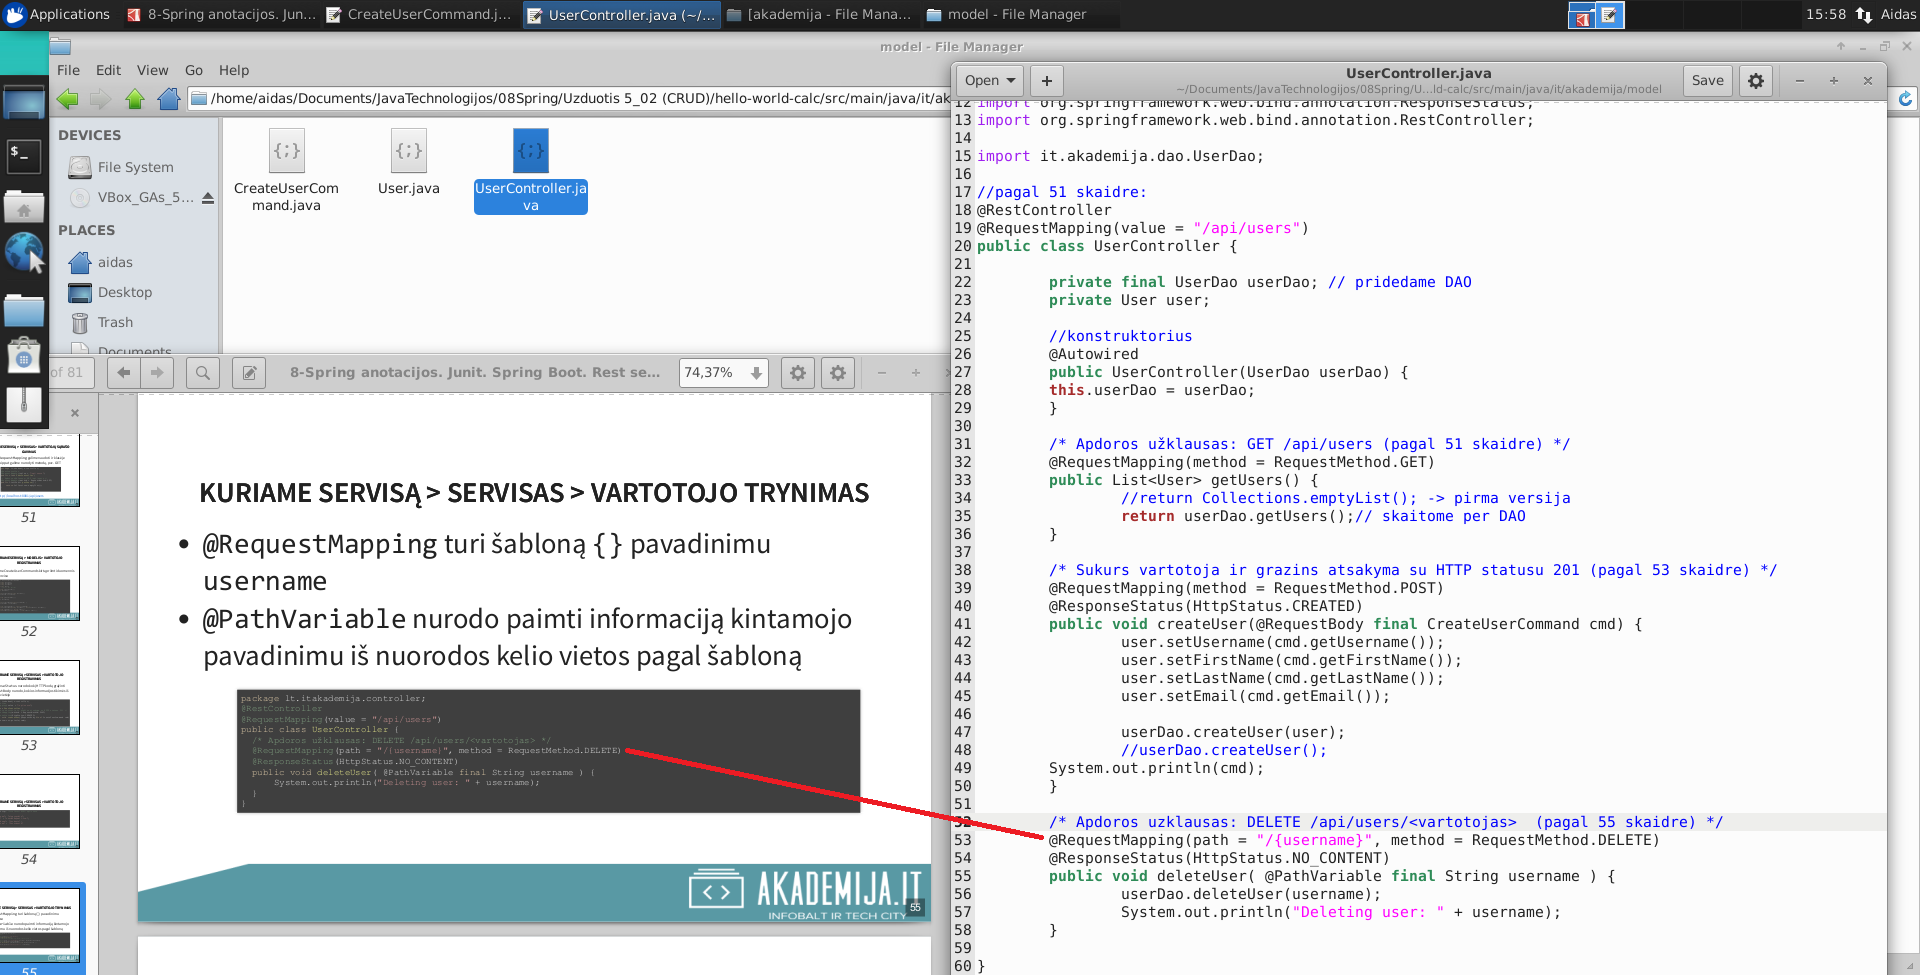 Applications
8-Spring anotacijos. Jun...
CreateUserCommand.j...
UserController.java (~/...
[akademija - File Mana...
model - File Manager
15:58
Aidas
model - File Manager
File Edit View Go Help
/home/aidas/Documents/JavaTechnologijos/08Spring/Uzduotis 5_02 (CRUD)/hello-world-calc/src/main/java/it/ak
DEVICES
File System
VBox_GAs_5...
PLACES
aidas
Desktop
Trash
Documents
CreateUserCom
mand.java
User.java
UserController.ja
va
of 81
8-Spring anotacijos. Junit. Spring Boot. Rest se...
74,37%
51
52
53
54
55
KURIAME SERVISĄ > SERVISAS > VARTOTOJO TRYNIMAS
• @RequestMapping turi šabloną {} pavadinimu
username
• @PathVariable nurodo paimti informaciją kintamojo
pavadinimu iš nuorodos kelio vietos pagal šabloną
package lt.itakademija.controller;
@RestController
@RequestMapping(value = "/api/users")
public class UserController {
/* Apdoros užklausas: DELETE /api/users/<vartotojas> */
@RequestMapping(path = "/{username}", method = RequestMethod.DELETE)
@ResponseStatus(HttpStatus.NO_CONTENT)
public void deleteUser( @PathVariable final String username ) {
System.out.println("Deleting user: " + username);
}
}
AKADEMIJA.IT
INFOBALT IR TECH CITY
55
Open
UserController.java
~/Documents/JavaTechnologijos/08Spring/U...ld-calc/src/main/java/it/akademija/model
Save
12 import org.springframework.web.bind.annotation.ResponseStatus;
13 import org.springframework.web.bind.annotation.RestController;
14
15 import it.akademija.dao.UserDao;
16
17 //pagal 51 skaidre:
18 @RestController
19 @RequestMapping(value = "/api/users")
20 public class UserController {
21
22 private final UserDao userDao; // pridedame DAO
23 private User user;
24
25 //konstruktorius
26 @Autowired
27 public UserController(UserDao userDao) {
28 this.userDao = userDao;
29 }
30
31 /* Apdoros užklausas: GET /api/users (pagal 51 skaidre) */
32 @RequestMapping(method = RequestMethod.GET)
33 public List<User> getUsers() {
34 //return Collections.emptyList(); -> pirma versija
35 return userDao.getUsers();// skaitome per DAO
36 }
37
38 /* Sukurs vartotoja ir grazins atsakyma su HTTP statusu 201 (pagal 53 skaidre) */
39 @RequestMapping(method = RequestMethod.POST)
40 @ResponseStatus(HttpStatus.CREATED)
41 public void createUser(@RequestBody final CreateUserCommand cmd) {
42 user.setUsername(cmd.getUsername());
43 user.setFirstName(cmd.getFirstName());
44 user.setLastName(cmd.getLastName());
45 user.setEmail(cmd.getEmail());
46
47 userDao.createUser(user);
48 //userDao.createUser();
49 System.out.println(cmd);
50 }
51
52 /* Apdoros uzklausas: DELETE /api/users/<vartotojas> (pagal 55 skaidre) */
53 @RequestMapping(path = "/{username}", method = RequestMethod.DELETE)
54 @ResponseStatus(HttpStatus.NO_CONTENT)
55 public void deleteUser( @PathVariable final String username ) {
56 userDao.deleteUser(username);
57 System.out.println("Deleting user: " + username);
58 }
59
60 }